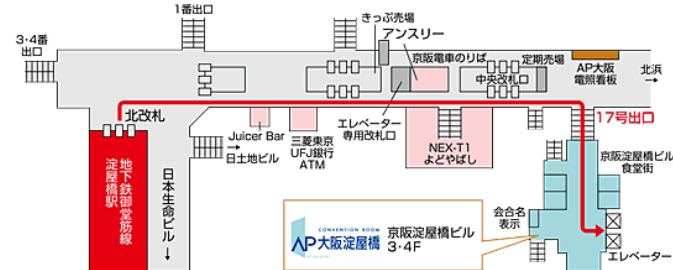 1番出口
きっぷ売場
アンスリー
3・4番
出口
京阪電車のりば
定期売場
AP大阪
電照看板
北浜
中央改札口
北改札
エレベーター
専用改札口
17号出口
Juicer Bar
日土地ビル
三菱東京
UFJ銀行
ATM
NEX-T1
よどやばし
京阪淀屋橋ビル
食堂街
地下鉄御堂筋線
淀屋橋駅
日本生命ビル
会合名
表示
CONVENTION ROOM
AP大阪淀屋橋
京阪淀屋橋ビル
3・4F
エレベーター